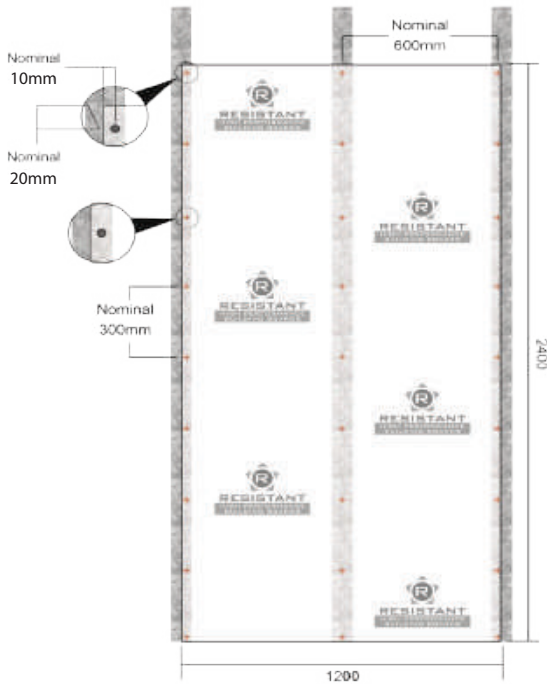 Nominal
600mm
Nominal
10mm
Nominal
20mm
R
RESISTANT
R
RESISTANT
R
RESISTANT
Nominal
300mm
2400
R
RESISTANT
R
RESISTANT
R
RESISTANT
1200